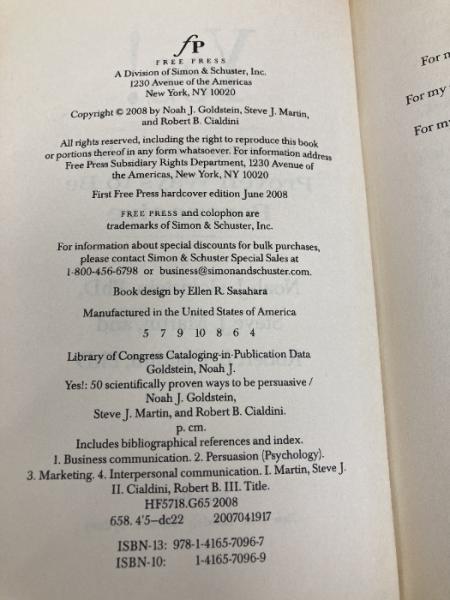 fP
FREE PRESS
A Division of Simon & Schuster, Inc.
1230 Avenue of the Americas
New York, NY 10020
Copyright © 2008 by Noah J. Goldstein, Steve J. Martin,
and Robert B. Cialdini
All rights reserved, including the right to reproduce this book
or portions thereof in any form whatsoever. For information address
Free Press Subsidiary Rights Department, 1230 Avenue of
the Americas, New York, NY 10020
First Free Press hardcover edition June 2008
FREE PRESS and colophon are
trademarks of Simon & Schuster, Inc.
For information about special discounts for bulk purchases,
please contact Simon & Schuster Special Sales at
1-800-456-6798 or business@simonandschuster.com.
Book design by Ellen R. Sasahara
Manufactured in the United States of America
5 7 9 10 8 6 4
Library of Congress Cataloging-in-Publication Data
Goldstein, Noah J.
Yes!: 50 scientifically proven ways to be persuasive /
Noah J. Goldstein,
Steve J. Martin, and Robert B. Cialdini.
p. cm.
Includes bibliographical references and index.
1. Business communication. 2. Persuasion (Psychology).
3. Marketing. 4. Interpersonal communication. I. Martin, Steve J.
II. Cialdini, Robert B. III. Title.
HF5718.G65 2008
658. 4'5–dc22 2007041917
ISBN-13: 978-1-4165-7096-7
ISBN-10: 1-4165-7096-9
For
For my
For